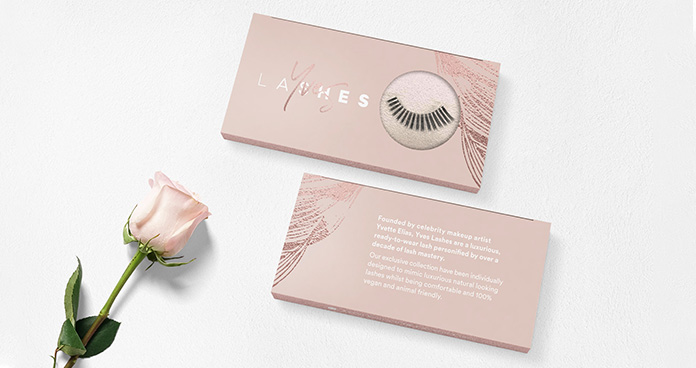 Yves
LASHES
Founded by celebrity makeup artist
Yvette Elias, Yves Lashes are a luxurious,
ready-to-wear lash personified by over a
decade of lash mastery.
Our exclusive collection have been individually
designed to mimic luxurious natural looking
lashes whilst being comfortable and 100%
vegan and animal friendly.